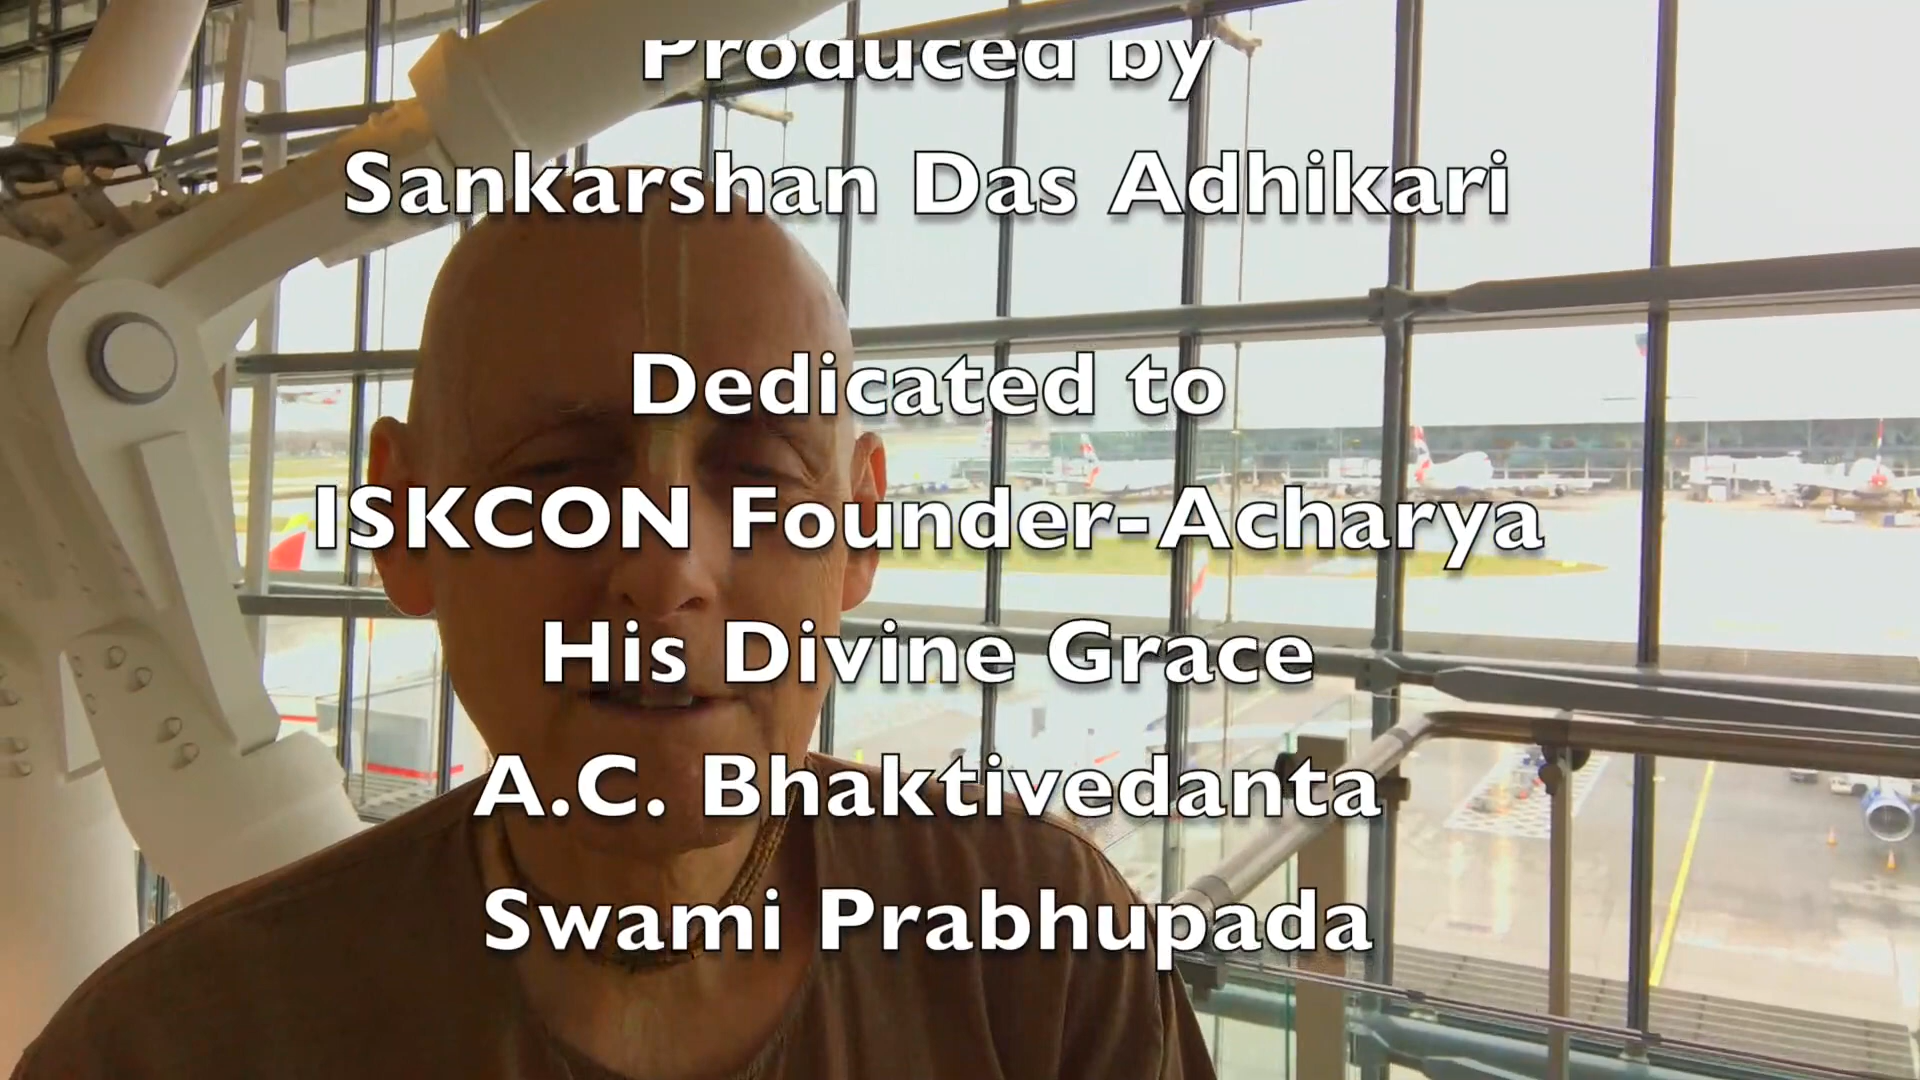 Produced by
Sankarshan Das Adhikari
Dedicated to
ISKCON Founder-Acharya
His Divine Grace
A.C. Bhaktivedanta
Swami Prabhupada